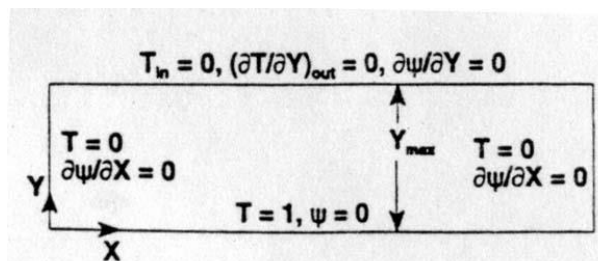 T_in = 0, (∂T/∂Y)_out = 0, ∂ψ/∂Y = 0
T = 0
∂ψ/∂X = 0
Y_max
T = 0
∂ψ/∂X = 0
Y
T = 1, ψ = 0
X